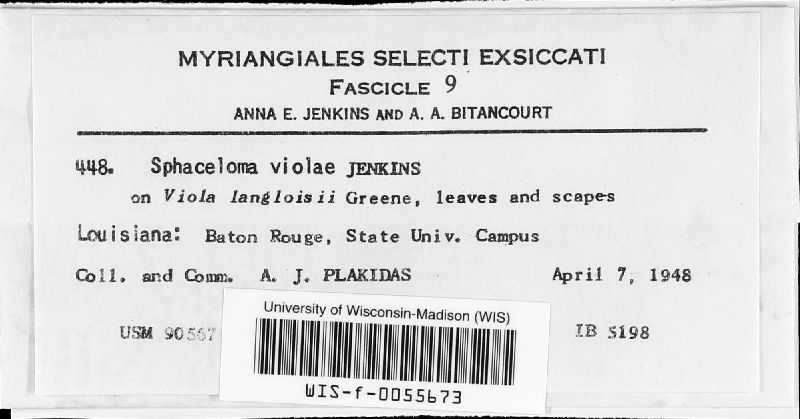 MYRIANGIALES SELECTI EXSICCATI
FASCICLE 9
ANNA E. JENKINS AND A. A. BITANCOURT
448. Sphaceloma violae JENKINS
on Viola langloisii Greene, leaves and scapes
Louisiana: Baton Rouge, State Univ. Campus
Coll. and Comm. A. J. PLAKIDAS April 7, 1948
USM 90567 IB 5198
University of Wisconsin-Madison (WIS)
WIS-f-0055673